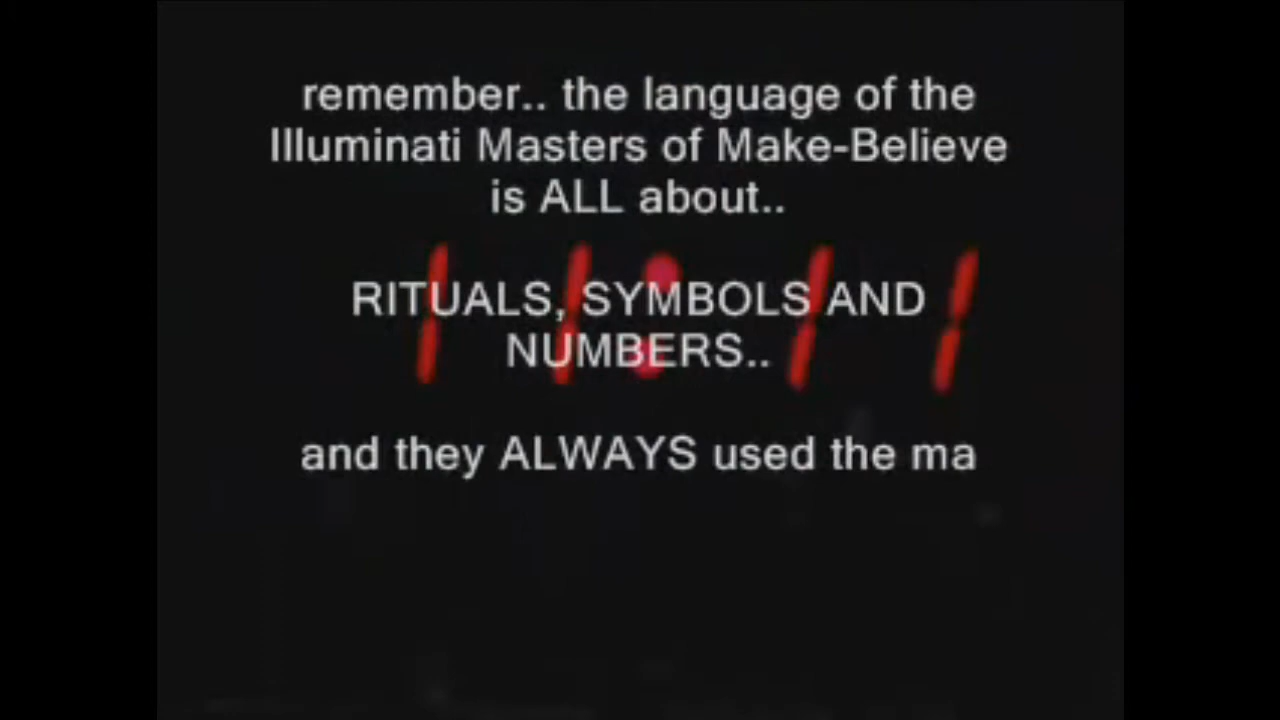 remember.. the language of the
Illuminati Masters of Make-Believe
is ALL about..
11:11
RITUALS, SYMBOLS AND
NUMBERS..
and they ALWAYS used the ma